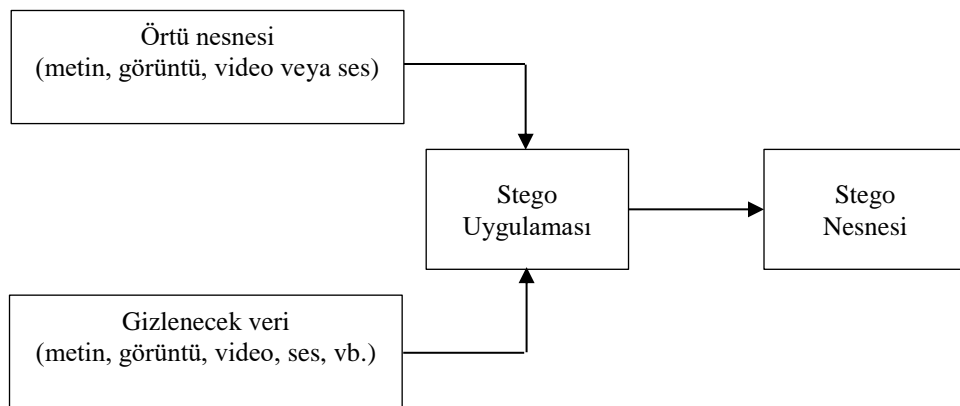 Örtü nesnesi
(metin, görüntü, video veya ses)
Stego
Uygulaması
Stego
Nesnesi
Gizlenecek veri
(metin, görüntü, video, ses, vb.)